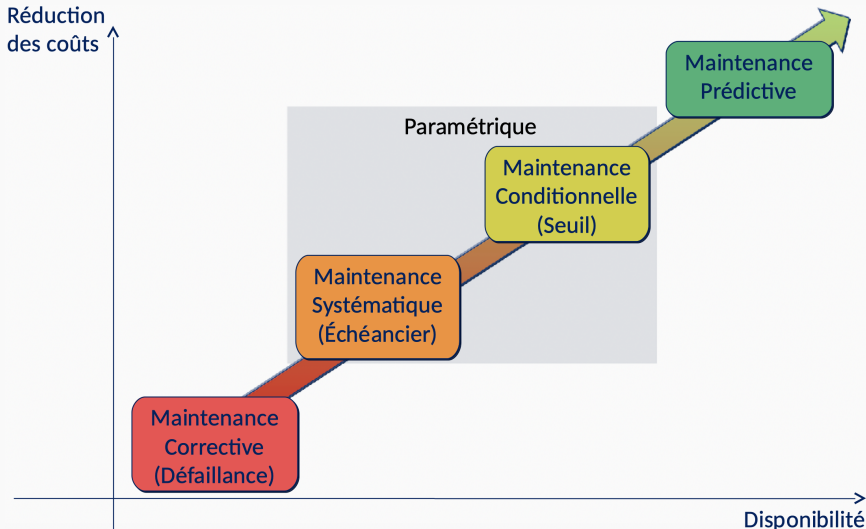 Réduction
des coûts
Maintenance
Prédictive
Paramétrique
Maintenance
Conditionnelle
(Seuil)
Maintenance
Systématique
(Échéancier)
Maintenance
Corrective
(Défaillance)
Disponibilité